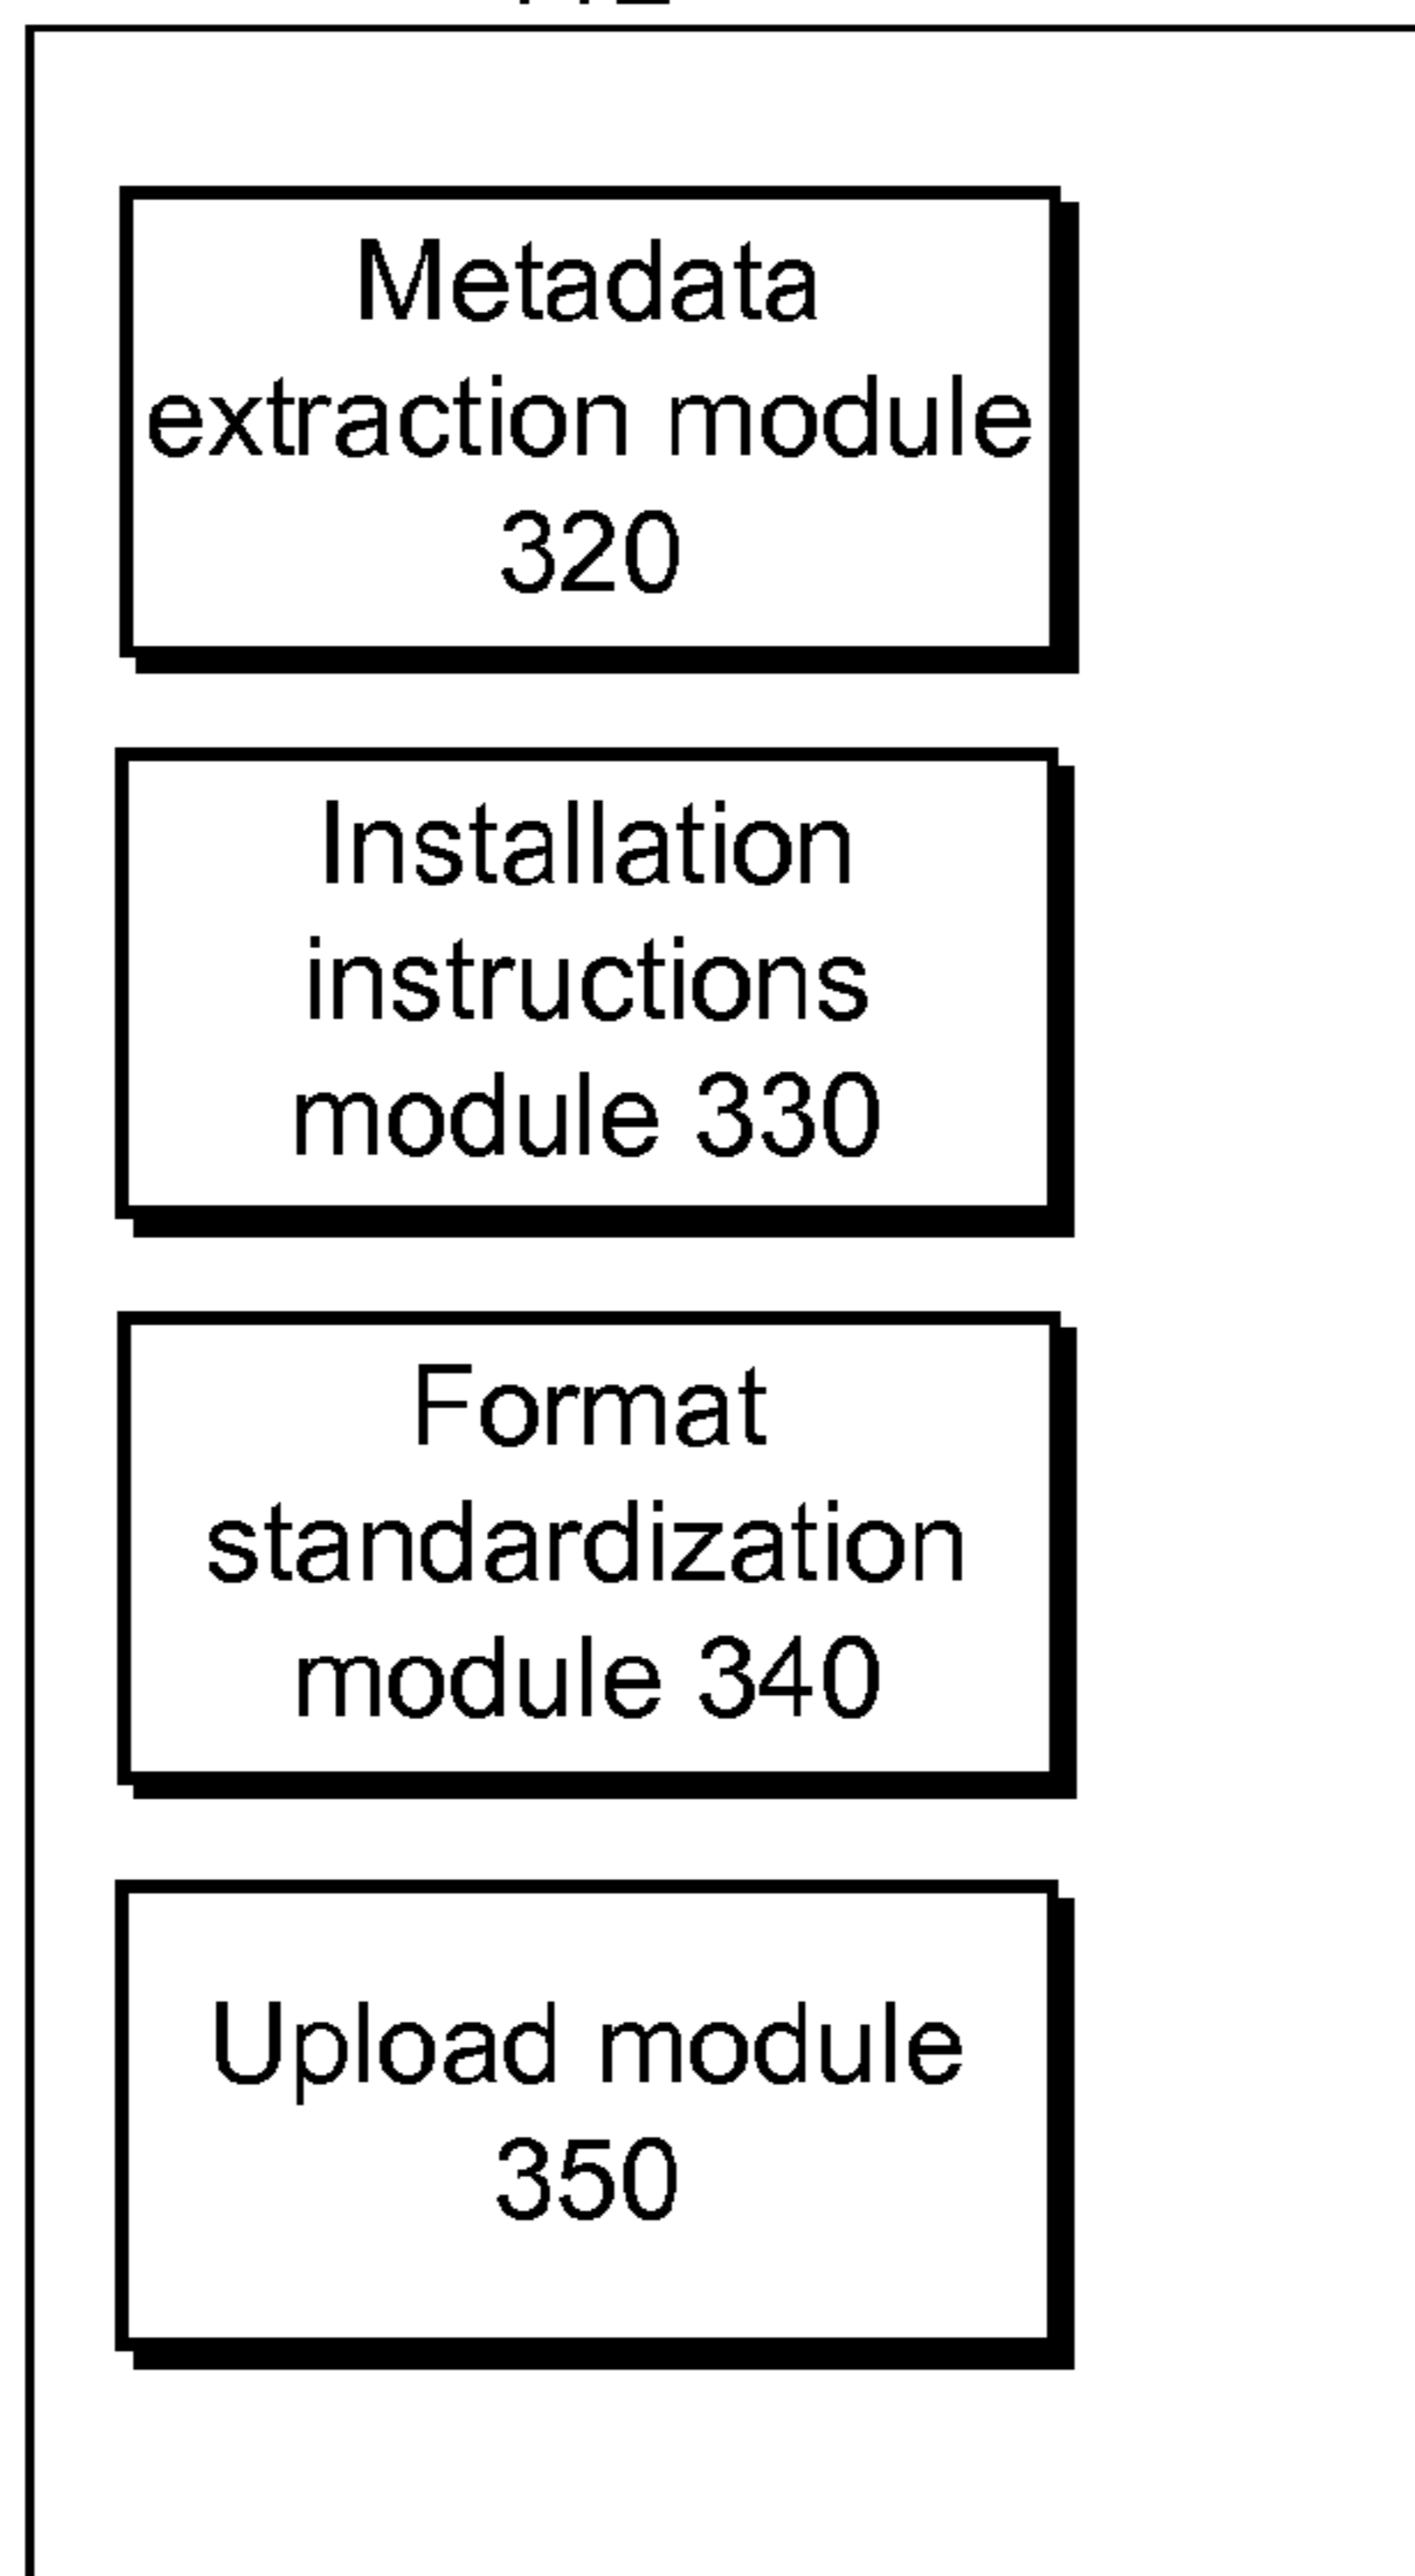 Metadata
extraction module
320
Installation
instructions
module 330
Format
standardization
module 340
Upload module
350